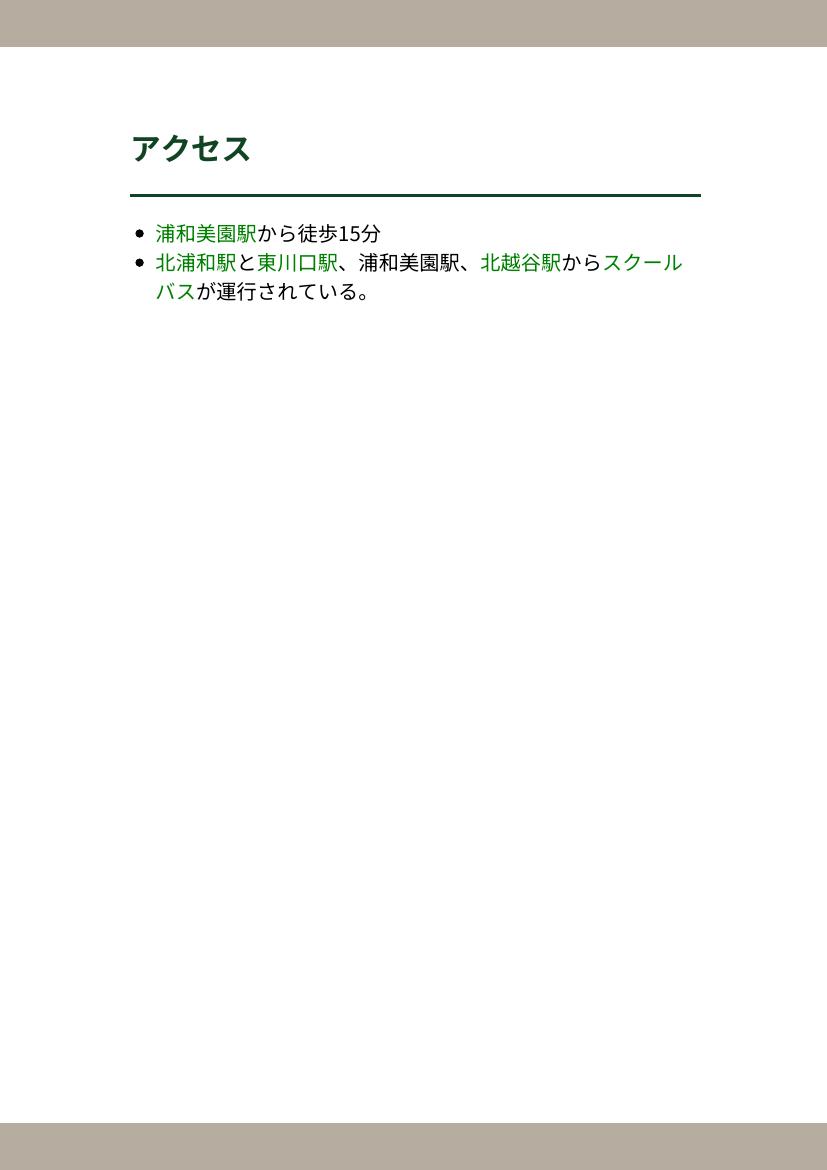 アクセス
浦和美園駅から徒歩15分
北浦和駅と東川口駅、浦和美園駅、北越谷駅からスクール
バスが運行されている。